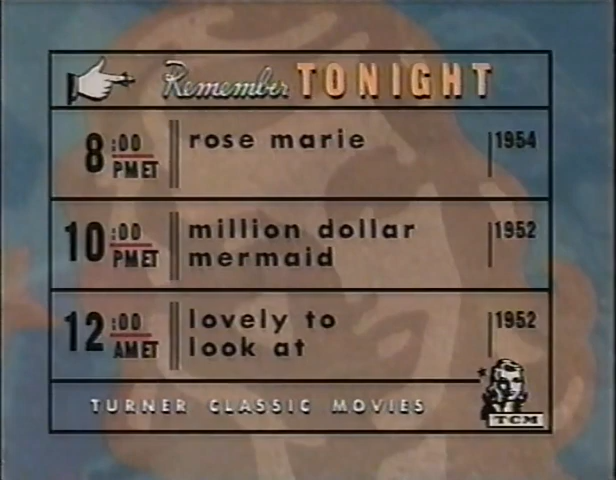 Remember TONIGHT
8:00 PM ET rose marie 1954
10:00 PM ET million dollar mermaid 1952
12:00 AM ET lovely to look at 1952
TURNER CLASSIC MOVIES
TCM